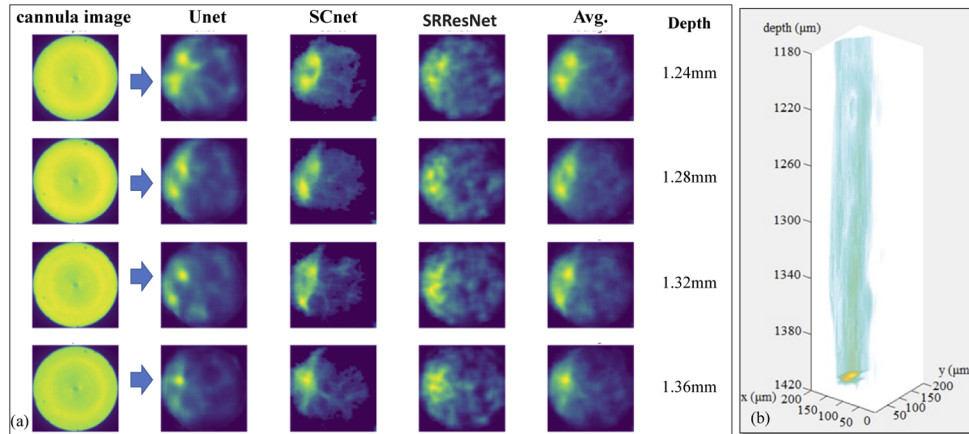 cannula image Unet SCnet SRResNet Avg. Depth
1.24mm
1.28mm
1.32mm
1.36mm
(a)
depth (μm)
1180
1220
1260
1300
1340
1380
1420
x (μm)
200
150
100
50
0
y (μm)
200
150
100
50
(b)